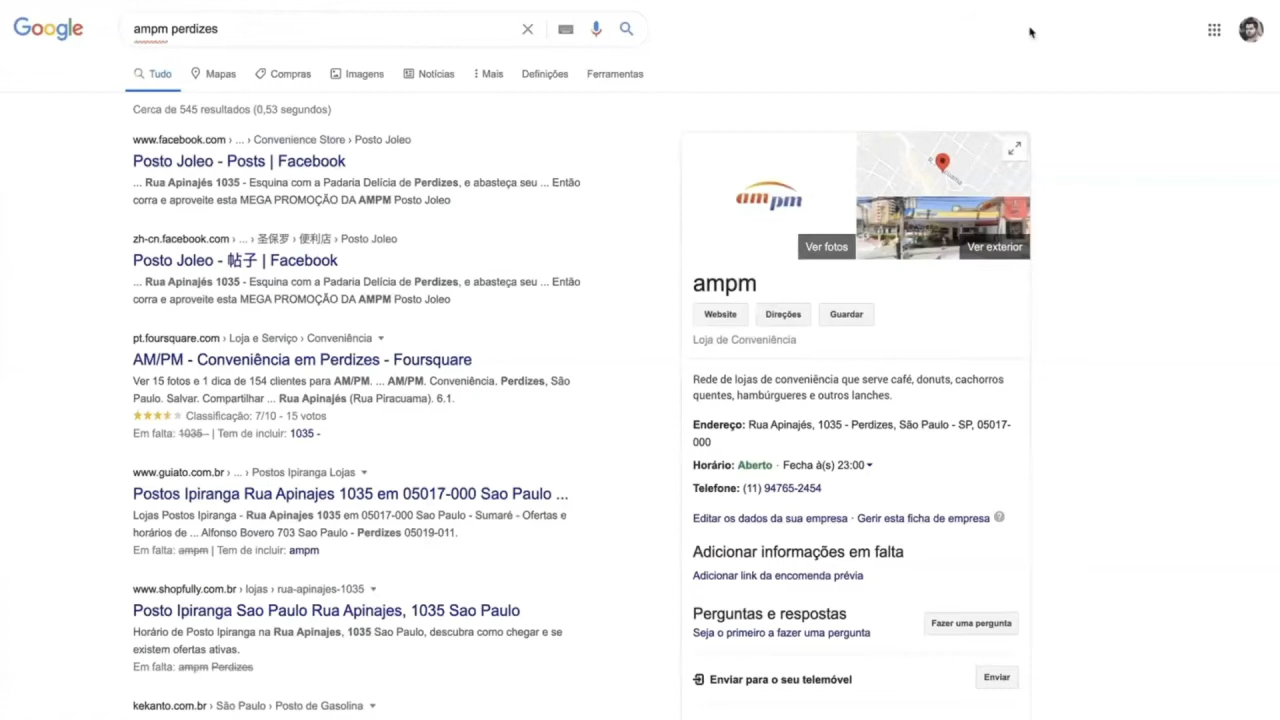 Google
ampm perdizes
Tudo
Mapas
Compras
Imagens
Notícias
Mais
Definições
Ferramentas
Cerca de 545 resultados (0,53 segundos)
www.facebook.com › ... › Convenience Store › Posto Joleo
Posto Joleo - Posts | Facebook
... Rua Apinajés 1035 - Esquina com a Padaria Delícia de Perdizes, e abasteça seu ... Então
corra e aproveite esta MEGA PROMOÇÃO DA AMPM Posto Joleo
zh-cn.facebook.com › ... › 圣保罗 › 便利店 › Posto Joleo
Posto Joleo - 帖子 | Facebook
... Rua Apinajés 1035 - Esquina com a Padaria Delícia de Perdizes, e abasteça seu ... Então
corra e aproveite esta MEGA PROMOÇÃO DA AMPM Posto Joleo
pt.foursquare.com › Loja e Serviço › Conveniência
AM/PM - Conveniência em Perdizes - Foursquare
Ver 15 fotos e 1 dica de 154 clientes para AM/PM. ... AM/PM. Conveniência. Perdizes, São
Paulo. Salvar. Compartilhar ... Rua Apinajés (Rua Piracuama). 6.1.
Classificação: 7/10 - 15 votos
Em falta: 1035 - | Tem de incluir: 1035 -
www.guiato.com.br › ... › Postos Ipiranga Lojas
Postos Ipiranga Rua Apinajes 1035 em 05017-000 Sao Paulo ...
Lojas Postos Ipiranga - Rua Apinajes 1035 em 05017-000 Sao Paulo - Sumaré - Ofertas e
horários de ... Alfonso Bovero 703 Sao Paulo - Perdizes 05019-011.
Em falta: ampm | Tem de incluir: ampm
www.shopfully.com.br › lojas › rua-apinajes-1035
Posto Ipiranga Sao Paulo Rua Apinajes, 1035 Sao Paulo
Horário de Posto Ipiranga na Rua Apinajes, 1035 Sao Paulo, descubra como chegar e se
existem ofertas ativas.
Em falta: ampm Perdizes
kekanto.com.br › São Paulo › Posto de Gasolina
ampm
Ver fotos
Ver exterior
ampm
Website
Direções
Guardar
Loja de Conveniência
Rede de lojas de conveniência que serve café, donuts, cachorros
quentes, hambúrgueres e outros lanches.
Endereço: Rua Apinajés, 1035 - Perdizes, São Paulo - SP, 05017-
000
Horário: Aberto · Fecha à(s) 23:00
Telefone: (11) 94765-2454
Editar os dados da sua empresa · Gerir esta ficha de empresa
Adicionar informações em falta
Adicionar link da encomenda prévia
Perguntas e respostas
Seja o primeiro a fazer uma pergunta
Fazer uma pergunta
Enviar para o seu telemóvel
Enviar